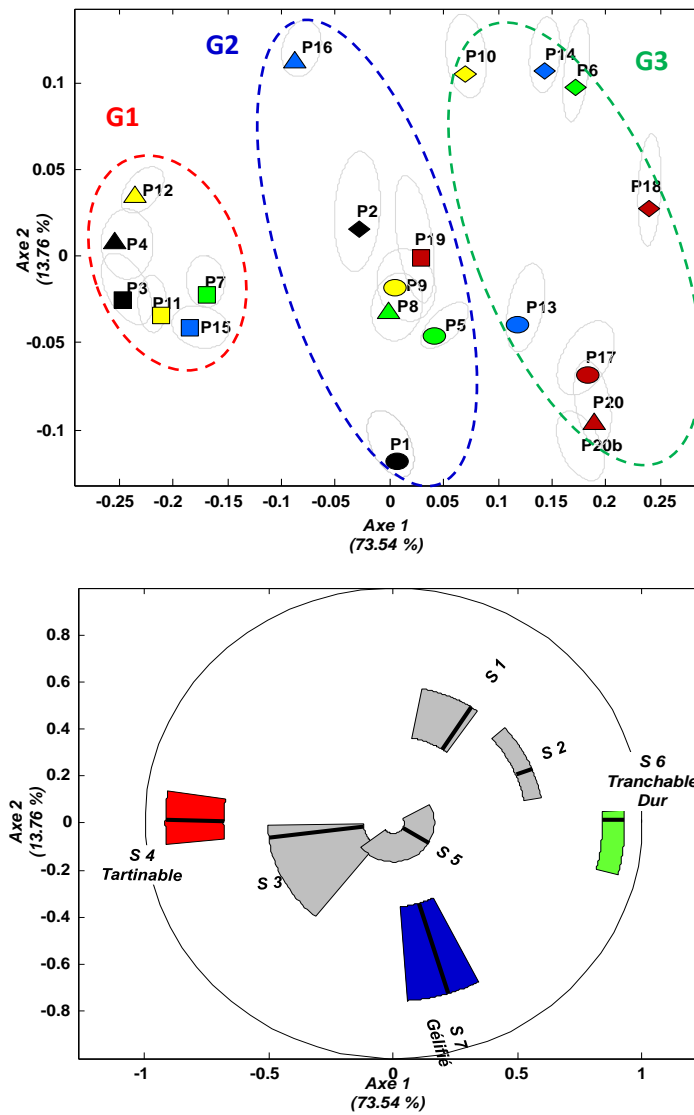 G2
P16
P10
P14
P6
G3
0.1
G1
0.05
P12
P2
P18
P4
P19
0
P3
P7
P9
P11
P8
P13
P15
P5
-0.05
P17
P20
-0.1
P1
P20b
Axe 2
(13.76 %)
-0.25
-0.2
-0.15
-0.1
-0.05
0
0.05
0.1
0.15
0.2
0.25
Axe 1
(73.54 %)
0.8
0.6
0.4
0.2
0
-0.2
-0.4
-0.6
-0.8
Axe 2
(13.76 %)
S 1
S 2
S 6
Tranchable
Dur
S 4
Tartinable
S 5
S 3
S 7
Gélifié
-1
-0.5
0
0.5
1
Axe 1
(73.54 %)